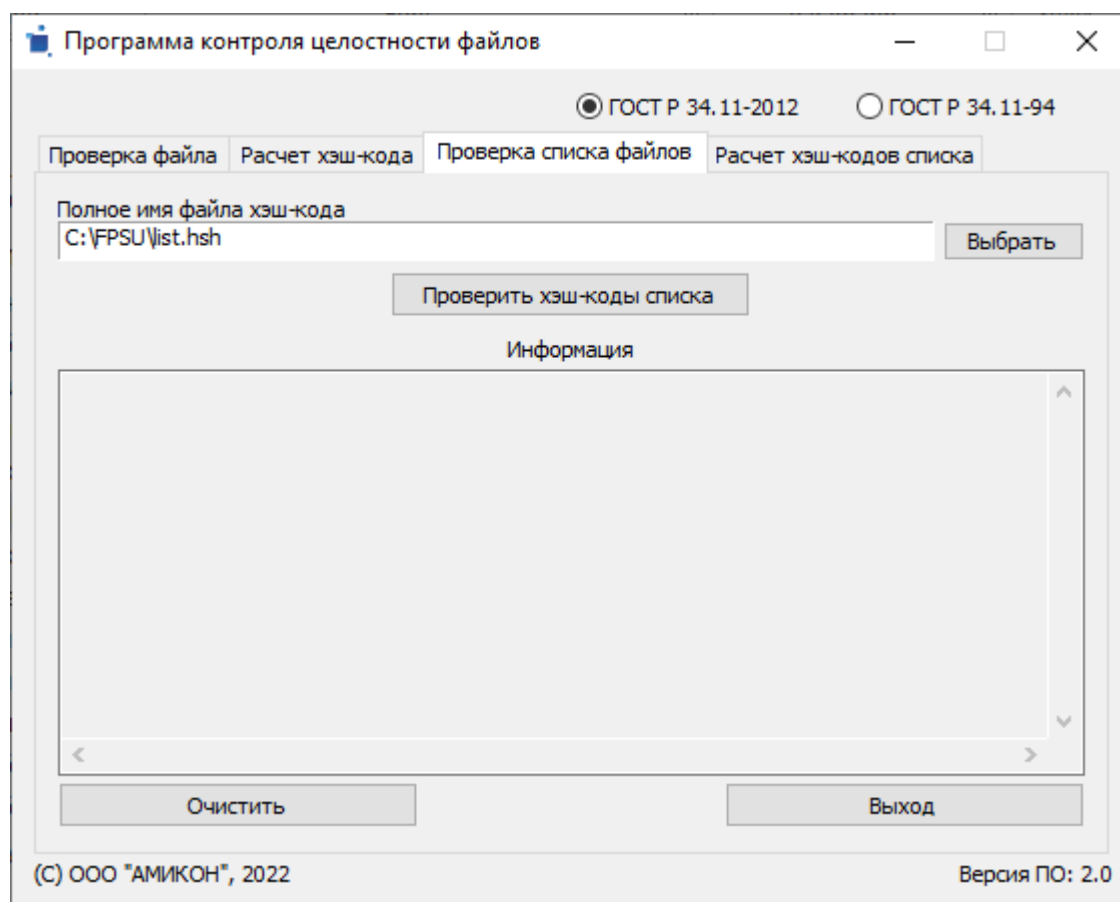 Программа контроля целостности файлов
ГОСТ Р 34.11-2012 ГОСТ Р 34.11-94
Проверка файла Расчет хэш-кода Проверка списка файлов Расчет хэш-кодов списка
Полное имя файла хэш-кода
C:\FPSU\list.hsh Выбрать
Проверить хэш-коды списка
Информация
Очистить Выход
(C) ООО "АМИКОН", 2022 Версия ПО: 2.0